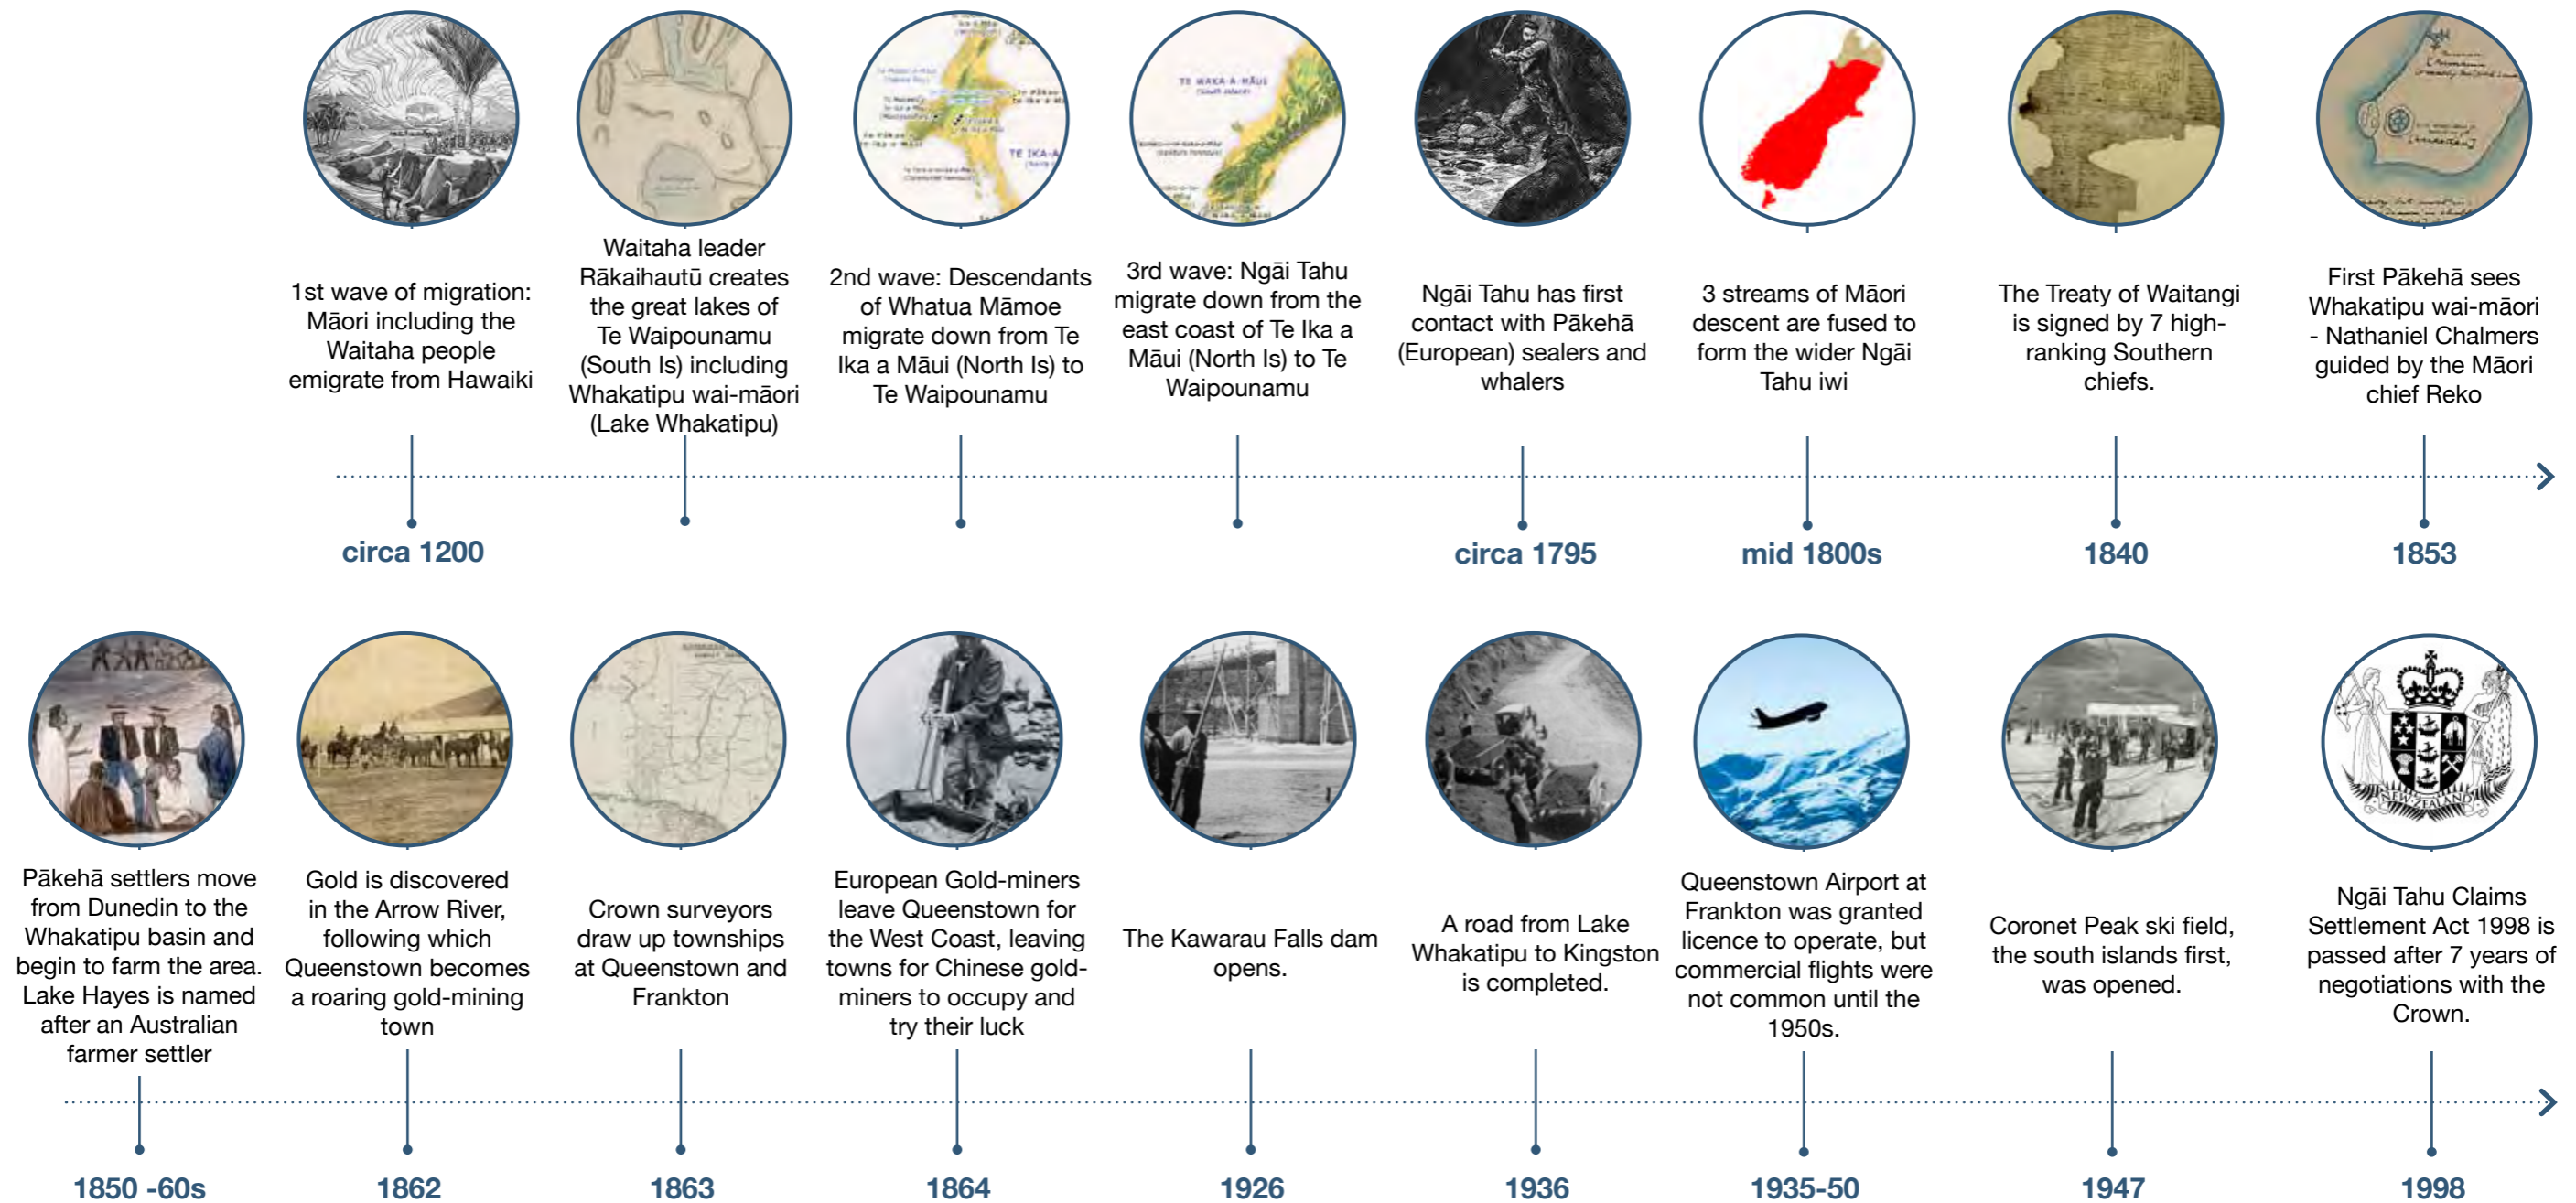 TE WAKA-A-MĀUI
TE IKA-A
1st wave of migration:
Māori including the
Waitaha people
emigrate from Hawaiki
Waitaha leader
Rākaihautū creates
the great lakes of
Te Waipounamu
(South Is) including
Whakatipu wai-māori
(Lake Whakatipu)
2nd wave: Descendants
of Whatua Māmoe
migrate down from Te
Ika a Māui (North Is) to
Te Waipounamu
3rd wave: Ngāi Tahu
migrate down from the
east coast of Te Ika a
Māui (North Is) to Te
Waipounamu
Ngāi Tahu has first
contact with Pākehā
(European) sealers and
whalers
3 streams of Māori
descent are fused to
form the wider Ngāi
Tahu iwi
The Treaty of Waitangi
is signed by 7 high-
ranking Southern
chiefs.
First Pākehā sees
Whakatipu wai-māori
- Nathaniel Chalmers
guided by the Māori
chief Reko
circa 1200
circa 1795
mid 1800s
1840
1853
NEW ZEALAND
Pākehā settlers move
from Dunedin to the
Whakatipu basin and
begin to farm the area.
Lake Hayes is named
after an Australian
farmer settler
Gold is discovered
in the Arrow River,
following which
Queenstown becomes
a roaring gold-mining
town
Crown surveyors
draw up townships
at Queenstown and
Frankton
European Gold-miners
leave Queenstown for
the West Coast, leaving
towns for Chinese gold-
miners to occupy and
try their luck
The Kawarau Falls dam
opens.
A road from Lake
Whakatipu to Kingston
is completed.
Queenstown Airport at
Frankton was granted
licence to operate, but
commercial flights were
not common until the
1950s.
Coronet Peak ski field,
the south islands first,
was opened.
Ngāi Tahu Claims
Settlement Act 1998 is
passed after 7 years of
negotiations with the
Crown.
1850 -60s
1862
1863
1864
1926
1936
1935-50
1947
1998